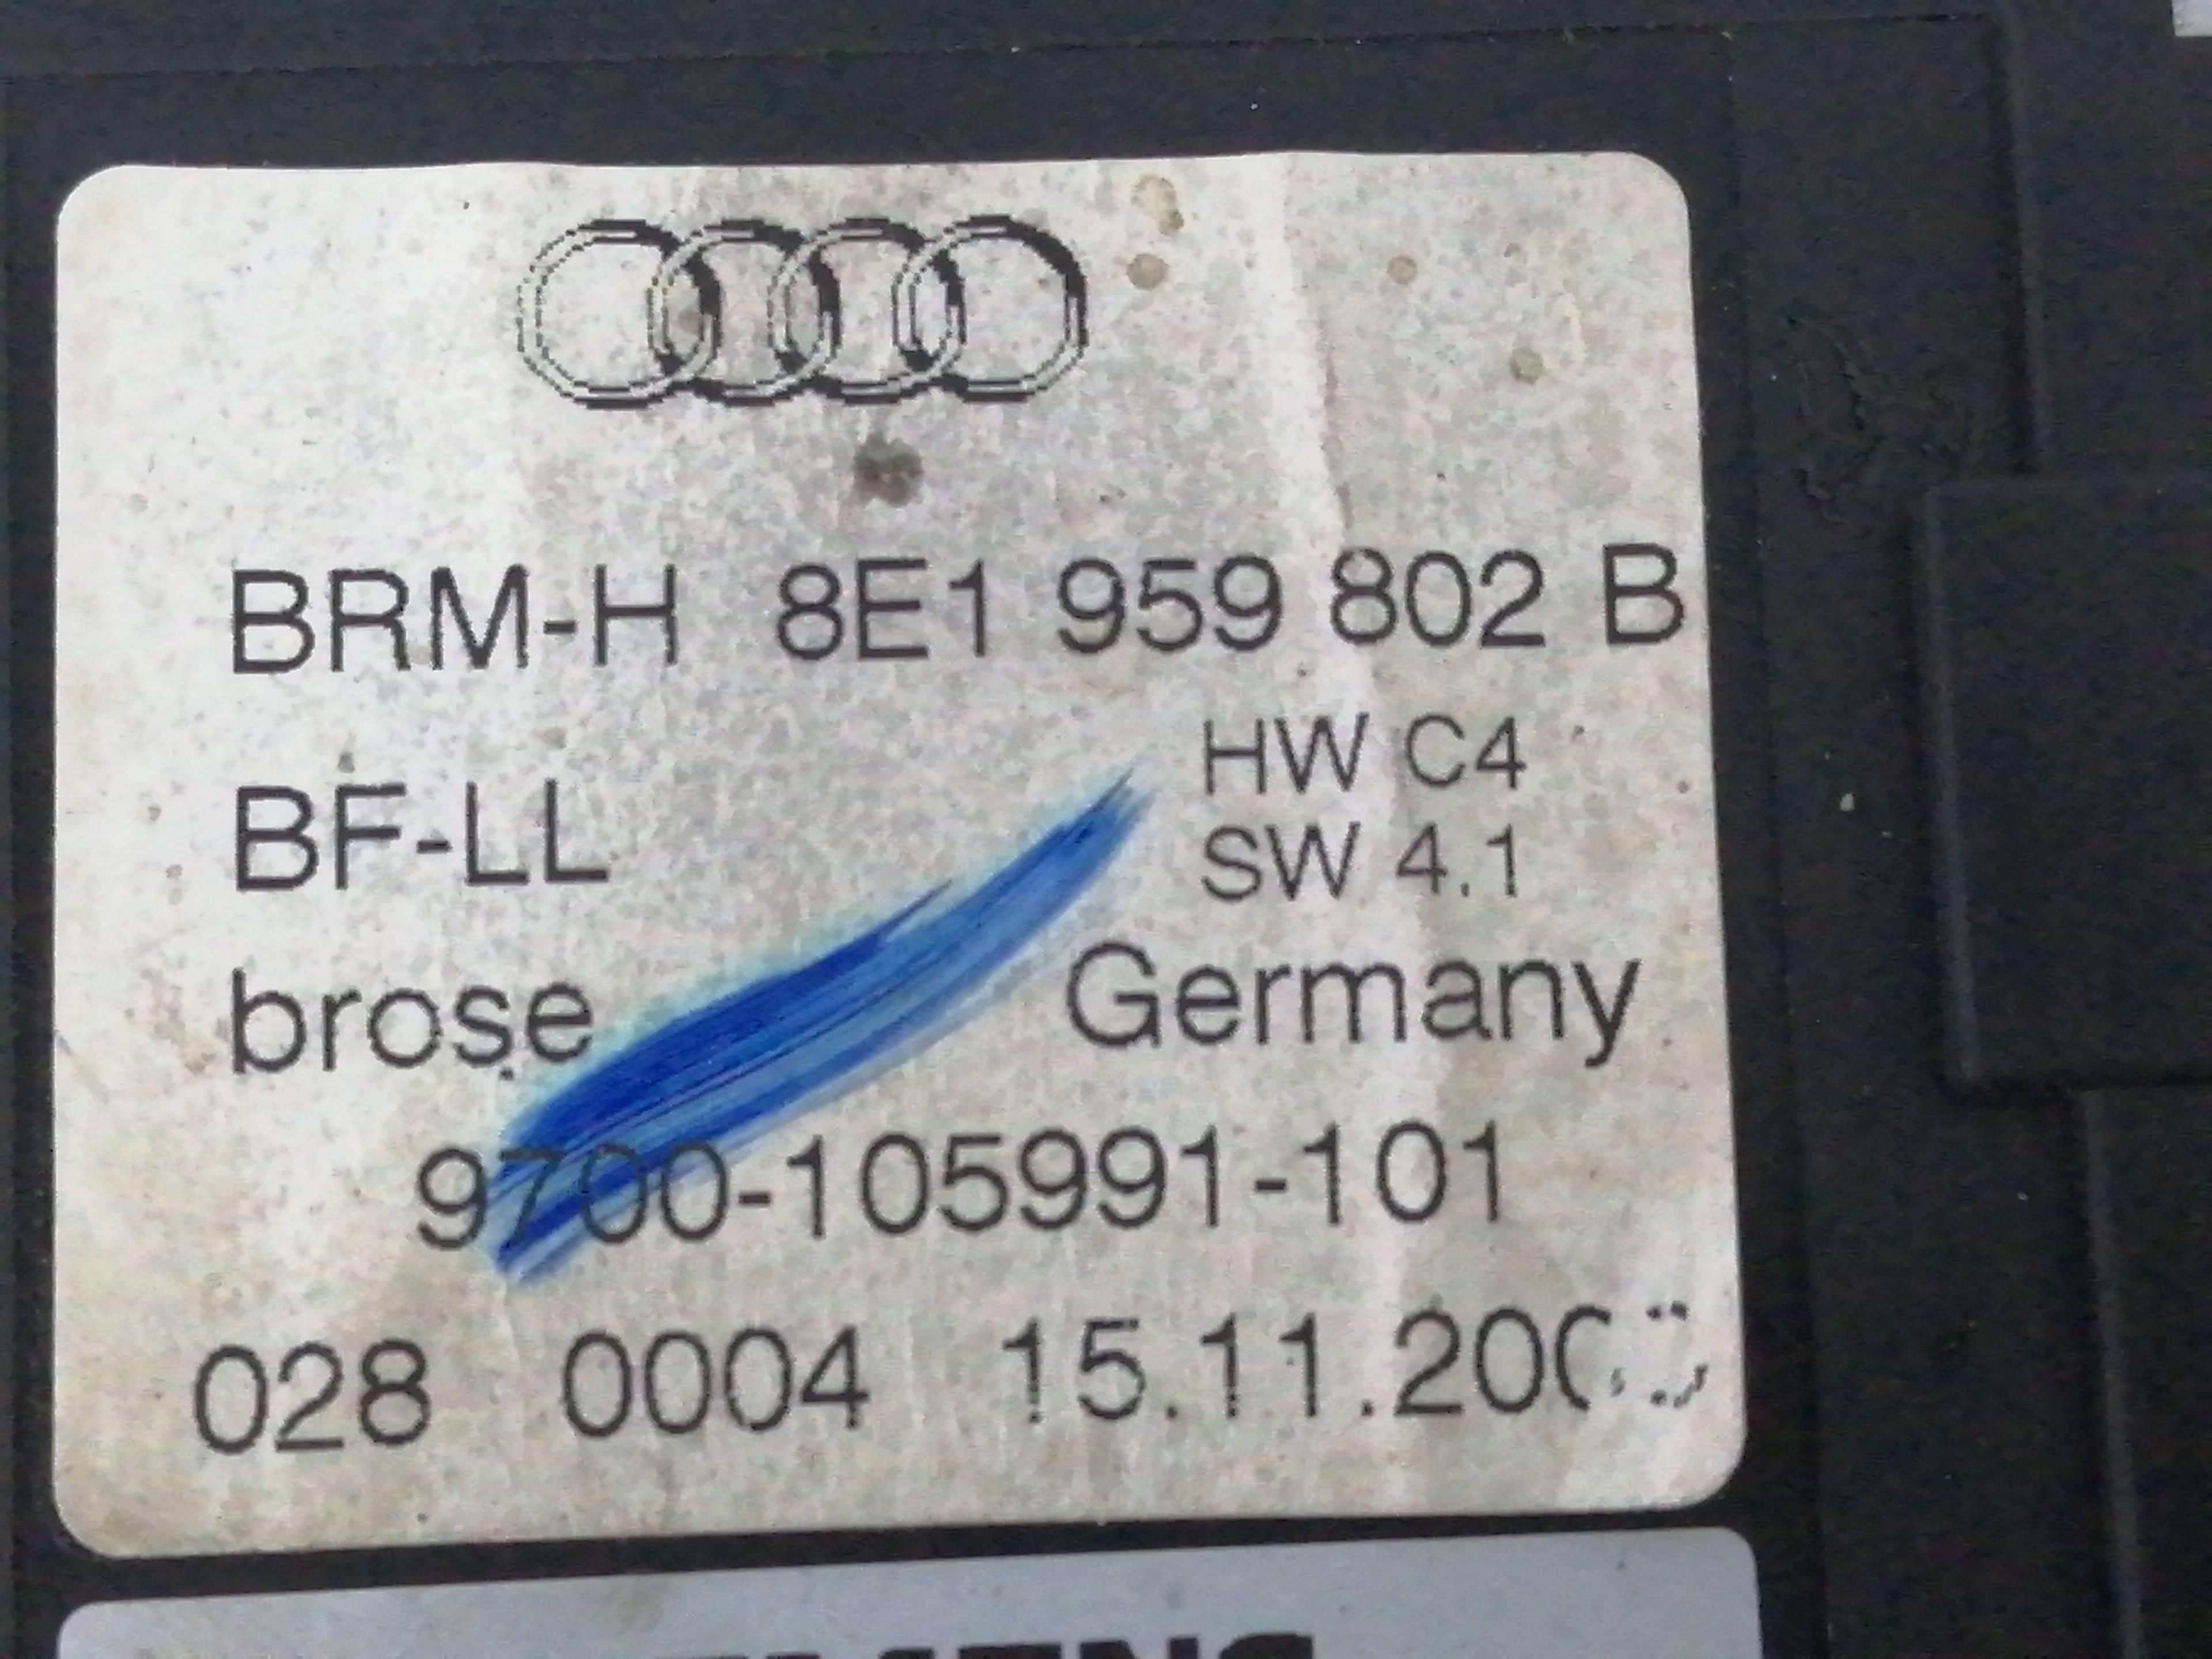 BRM-H 8E1 959 802 B
HW C4
BF-LL
SW 4.1
brose Germany
9700-105991-101
028 0004